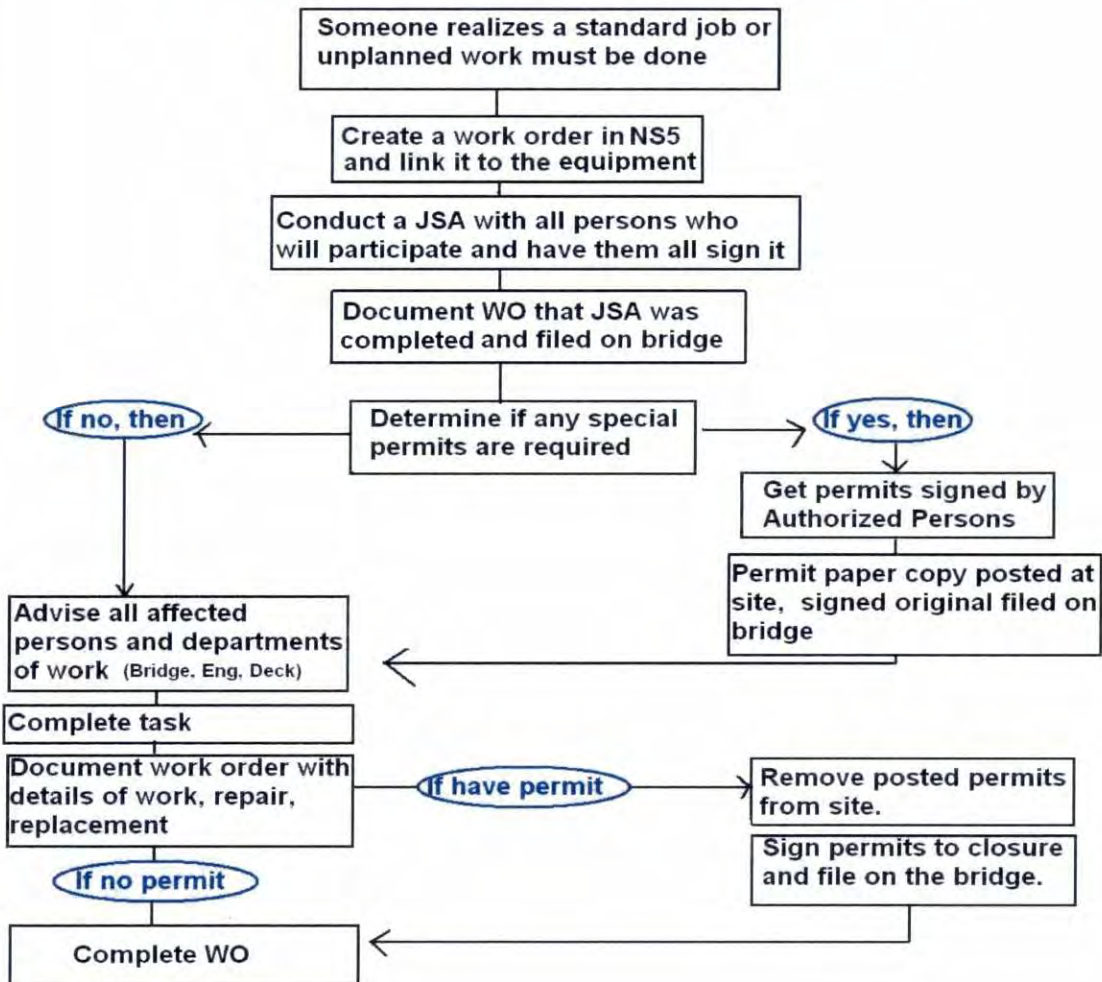 Someone realizes a standard job or
unplanned work must be done
Create a work order in NS5
and link it to the equipment
Conduct a JSA with all persons who
will participate and have them all sign it
Document WO that JSA was
completed and filed on bridge
Determine if any special
permits are required
If no, then
If yes, then
Get permits signed by
Authorized Persons
Permit paper copy posted at
site, signed original filed on
bridge
Advise all affected
persons and departments
of work (Bridge, Eng, Deck)
Complete task
Document work order with
details of work, repair,
replacement
If have permit
Remove posted permits
from site.
Sign permits to closure
and file on the bridge.
If no permit
Complete WO